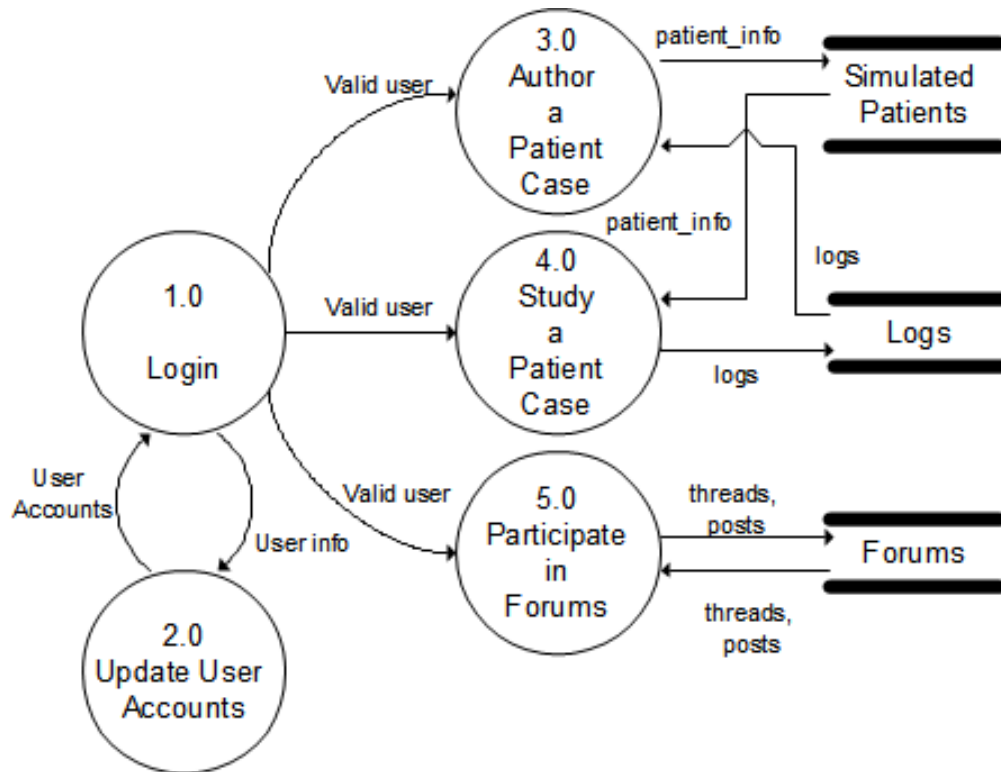 3.0
Author
a
Patient
Case
patient_info
Simulated
Patients
Valid user
patient_info
logs
1.0
Login
Valid user
4.0
Study
a
Patient
Case
Logs
logs
User
Accounts
User info
Valid user
5.0
Participate
in
Forums
threads,
posts
Forums
threads,
posts
2.0
Update User
Accounts